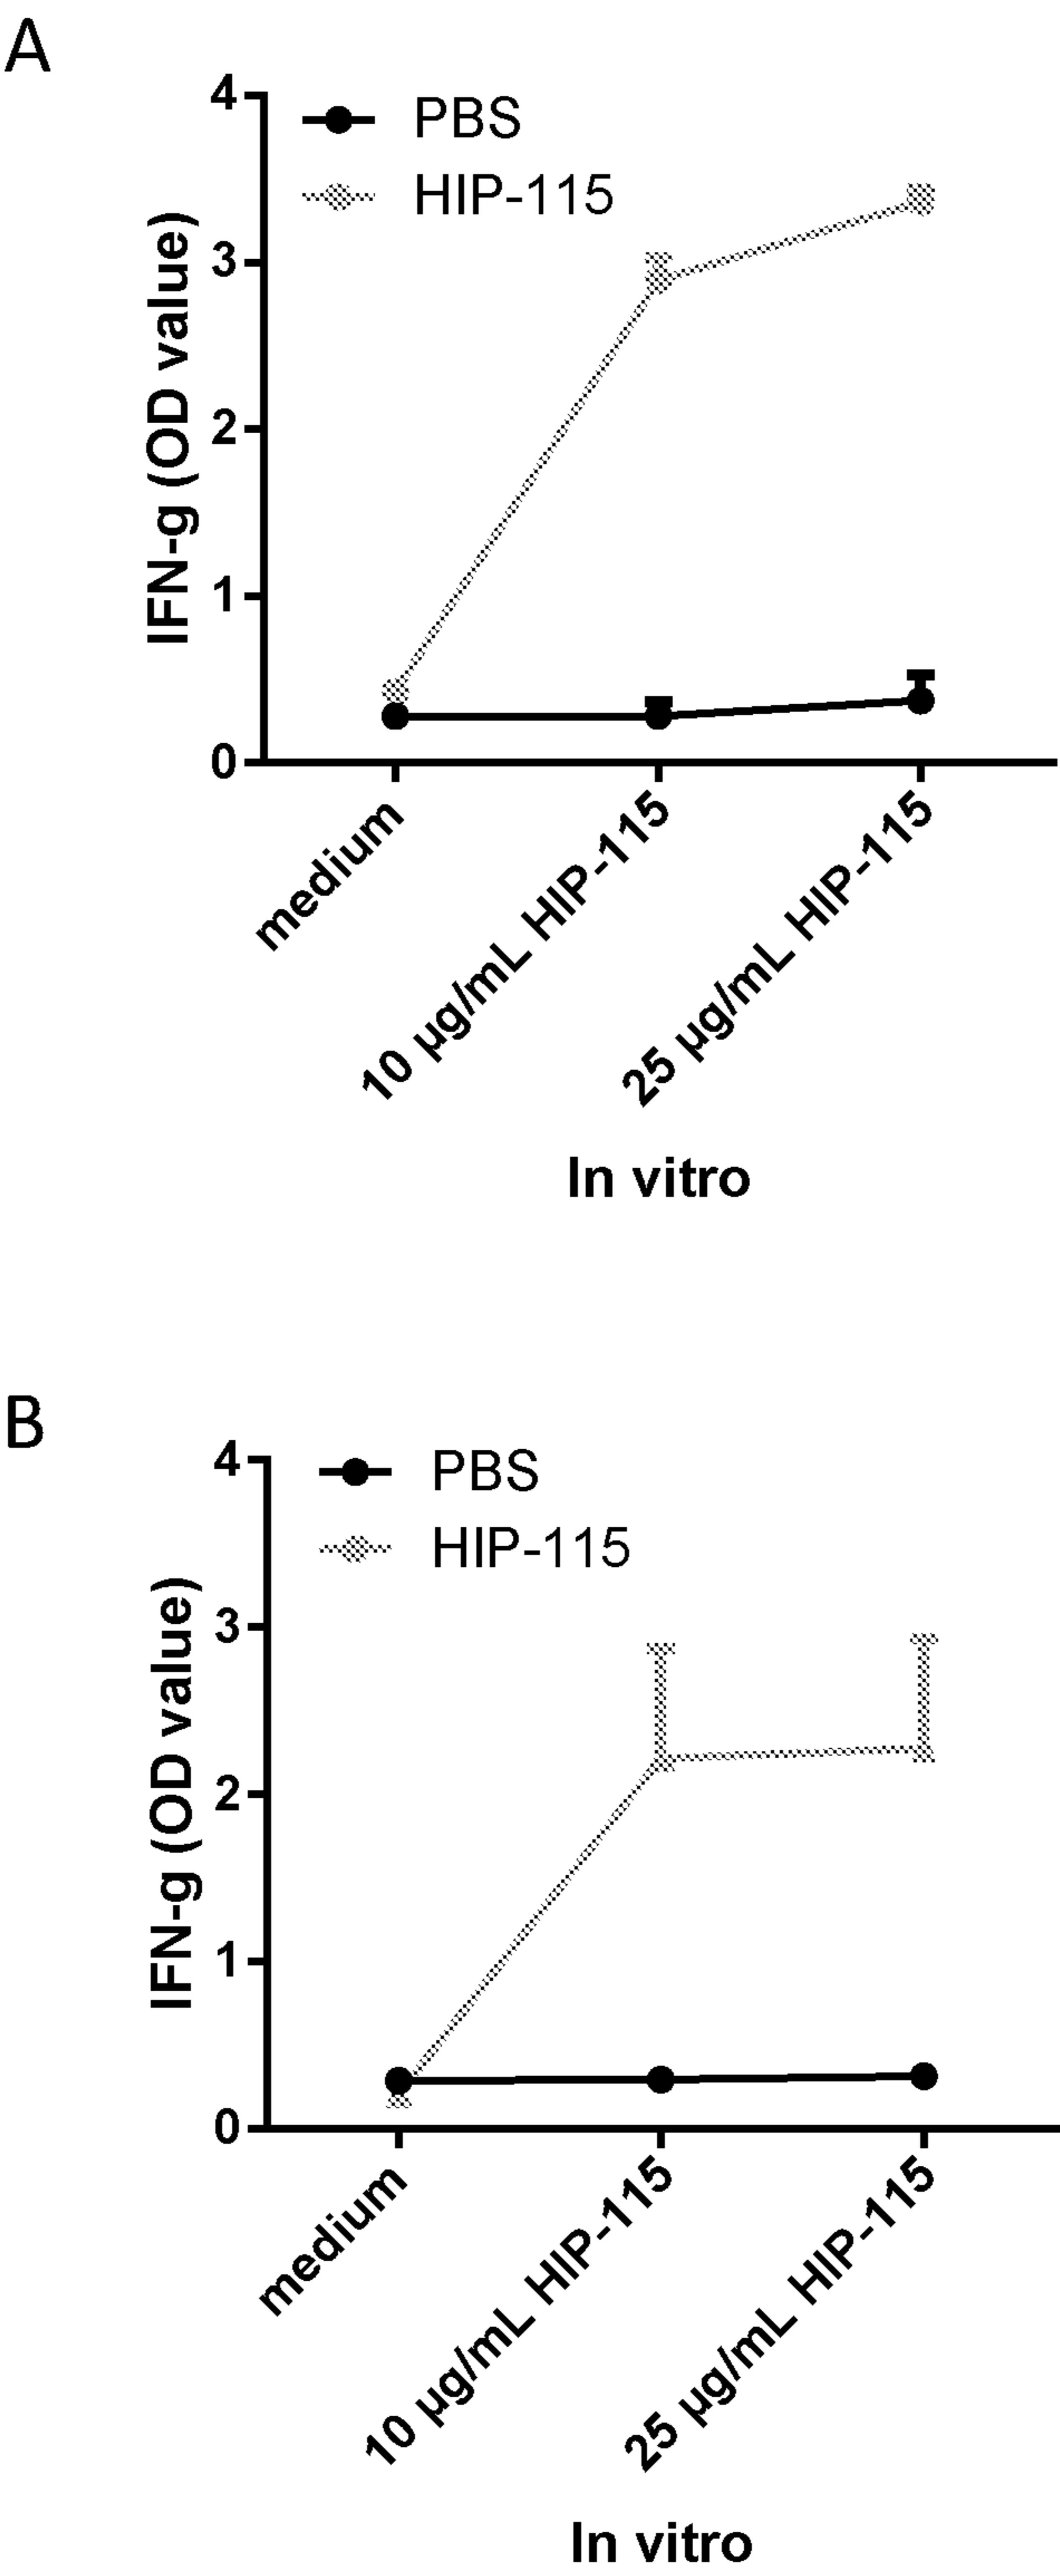 A
4
3
2
1
0
IFN-g (OD value)
PBS
HIP-115
medium
10 µg/mL HIP-115
25 µg/mL HIP-115
In vitro
B
4
3
2
1
0
IFN-g (OD value)
PBS
HIP-115
medium
10 µg/mL HIP-115
25 µg/mL HIP-115
In vitro